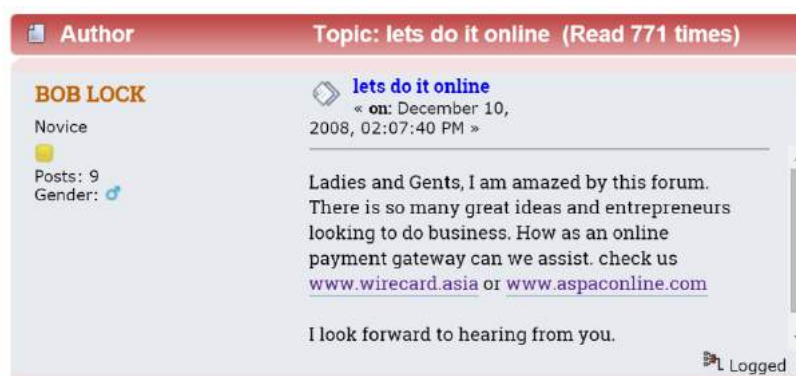 Author Topic: lets do it online (Read 771 times)
BOB LOCK
Novice
Posts: 9
Gender:
lets do it online
« on: December 10,
2008, 02:07:40 PM »
Ladies and Gents, I am amazed by this forum.
There is so many great ideas and entrepreneurs
looking to do business. How as an online
payment gateway can we assist. check us
www.wirecard.asia or www.aspaconline.com
I look forward to hearing from you.
Logged